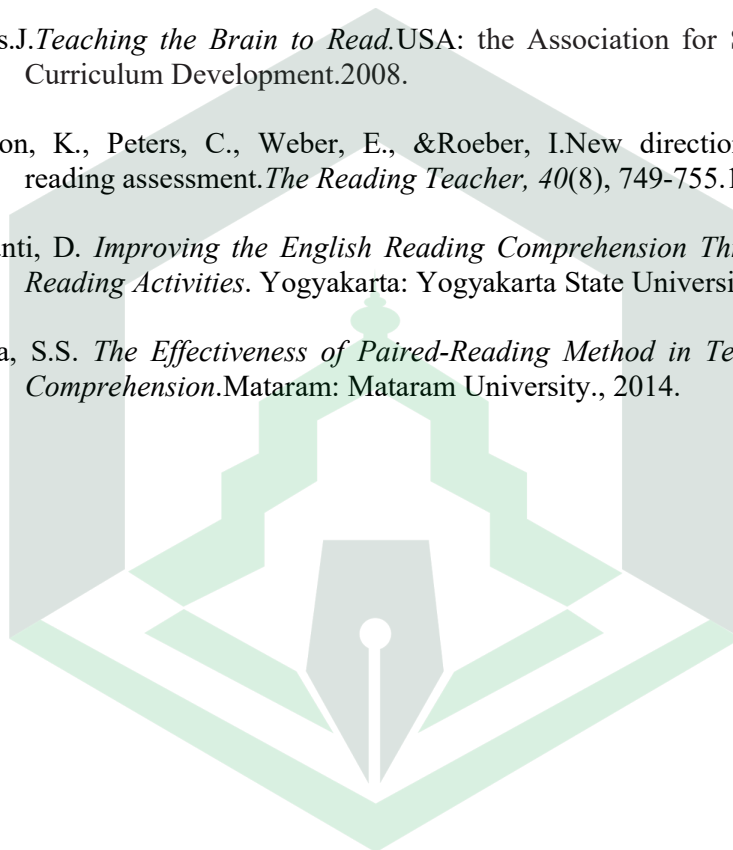 s.J.Teaching the Brain to Read.USA: the Association for S
Curriculum Development.2008.
on, K., Peters, C., Weber, E., &Roeber, I.New direction
reading assessment.The Reading Teacher, 40(8), 749-755.1
nti, D. Improving the English Reading Comprehension Th
Reading Activities. Yogyakarta: Yogyakarta State Universi
a, S.S. The Effectiveness of Paired-Reading Method in Te
Comprehension.Mataram: Mataram University., 2014.